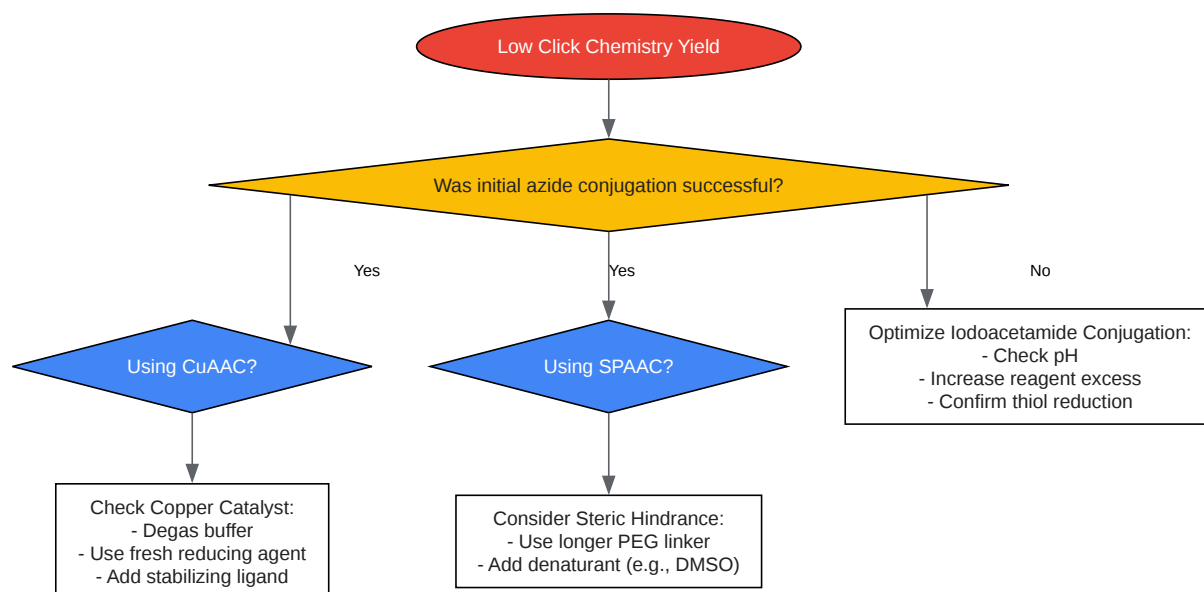 Low Click Chemistry Yield
Was initial azide conjugation successful?
Yes
Yes
No
Using CuAAC?
Using SPAAC?
Optimize Iodoacetamide Conjugation:
- Check pH
- Increase reagent excess
- Confirm thiol reduction
Check Copper Catalyst:
- Degas buffer
- Use fresh reducing agent
- Add stabilizing ligand
Consider Steric Hindrance:
- Use longer PEG linker
- Add denaturant (e.g., DMSO)